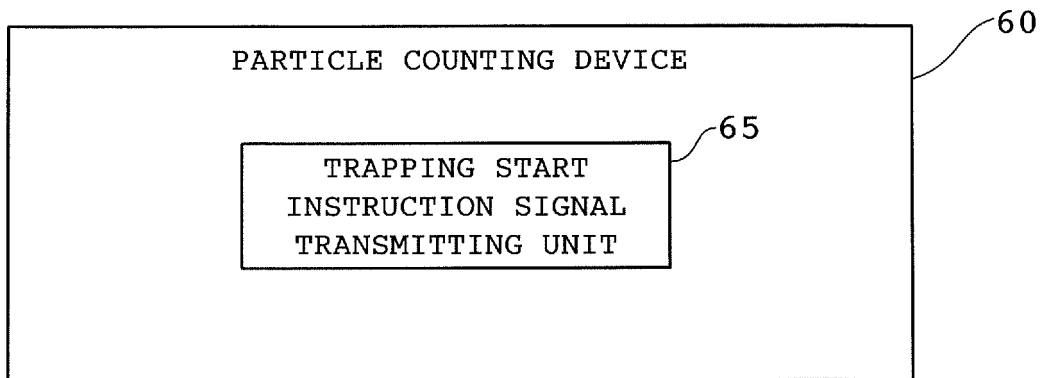 60
PARTICLE COUNTING DEVICE
65
TRAPPING START
INSTRUCTION SIGNAL
TRANSMITTING UNIT